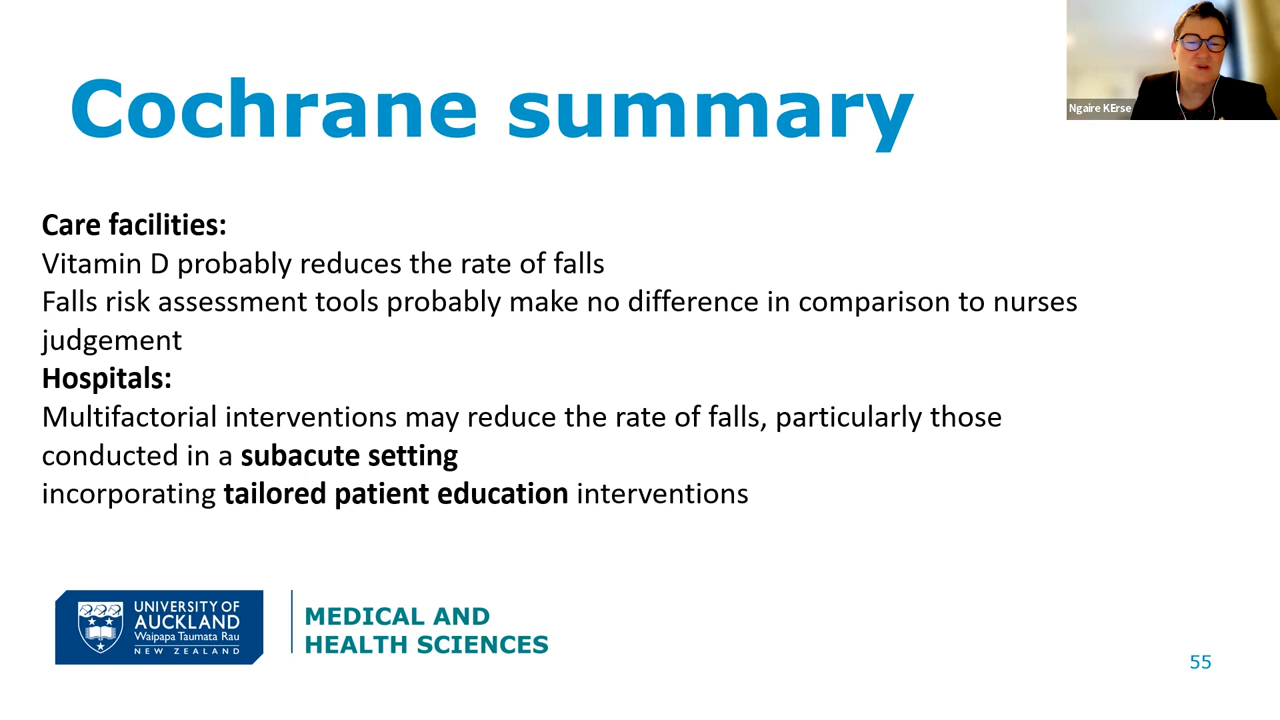 Cochrane summary
Ngaire KErse
Care facilities:
Vitamin D probably reduces the rate of falls
Falls risk assessment tools probably make no difference in comparison to nurses
judgement
Hospitals:
Multifactorial interventions may reduce the rate of falls, particularly those
conducted in a subacute setting
incorporating tailored patient education interventions
UNIVERSITY OF
AUCKLAND
Waipapa Taumata Rau
NEW ZEALAND
MEDICAL AND
HEALTH SCIENCES
55